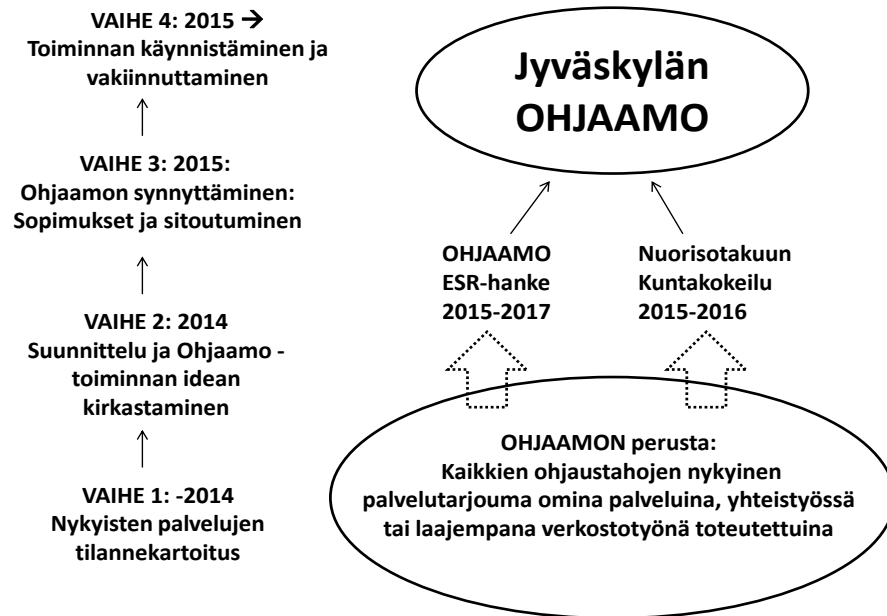 VAIHE 4: 2015 →
Toiminnan käynnistäminen ja
vakiinnuttaminen
VAIHE 3: 2015:
Ohjaamon synnyttäminen:
Sopimukset ja sitoutuminen
VAIHE 2: 2014
Suunnittelu ja Ohjaamo -
toiminnan idean
kirkastaminen
VAIHE 1: -2014
Nykyisten palvelujen
tilannekartoitus
Jyväskylän
OHJAAMO
OHJAAMO
ESR-hanke
2015-2017
Nuorisotakuun
Kuntakokeilu
2015-2016
OHJAAMON perusta:
Kaikkien ohjaustahojen nykyinen
palvelutarjouma omina palveluina, yhteistyössä
tai laajempana verkostotyönä toteutettuina